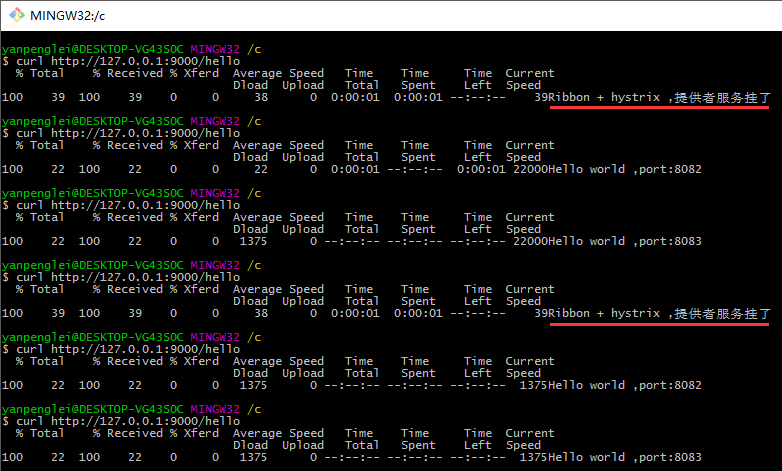 MINGW32:/c
yanpenglei@DESKTOP-VG43SOC MINGW32 /c
$ curl http://127.0.0.1:9000/hello
  % Total    % Received % Xferd  Average Speed   Time    Time     Time  Current
                                 Dload  Upload   Total   Spent    Left  Speed
100    39  100    39    0     0     38      0  0:00:01  0:00:01 --:--:--    39Ribbon + hystrix ,提供者服务挂了
yanpenglei@DESKTOP-VG43SOC MINGW32 /c
$ curl http://127.0.0.1:9000/hello
  % Total    % Received % Xferd  Average Speed   Time    Time     Time  Current
                                 Dload  Upload   Total   Spent    Left  Speed
100    22  100    22    0     0     22      0  0:00:01 --:--:--  0:00:01 22000Hello world ,port:8082
yanpenglei@DESKTOP-VG43SOC MINGW32 /c
$ curl http://127.0.0.1:9000/hello
  % Total    % Received % Xferd  Average Speed   Time    Time     Time  Current
                                 Dload  Upload   Total   Spent    Left  Speed
100    22  100    22    0     0   1375      0 --:--:-- --:--:-- --:--:-- 22000Hello world ,port:8083
yanpenglei@DESKTOP-VG43SOC MINGW32 /c
$ curl http://127.0.0.1:9000/hello
  % Total    % Received % Xferd  Average Speed   Time    Time     Time  Current
                                 Dload  Upload   Total   Spent    Left  Speed
100    39  100    39    0     0     38      0  0:00:01  0:00:01 --:--:--    39Ribbon + hystrix ,提供者服务挂了
yanpenglei@DESKTOP-VG43SOC MINGW32 /c
$ curl http://127.0.0.1:9000/hello
  % Total    % Received % Xferd  Average Speed   Time    Time     Time  Current
                                 Dload  Upload   Total   Spent    Left  Speed
100    22  100    22    0     0   1375      0 --:--:-- --:--:-- --:--:--  1375Hello world ,port:8082
yanpenglei@DESKTOP-VG43SOC MINGW32 /c
$ curl http://127.0.0.1:9000/hello
  % Total    % Received % Xferd  Average Speed   Time    Time     Time  Current
                                 Dload  Upload   Total   Spent    Left  Speed
100    22  100    22    0     0   1375      0 --:--:-- --:--:-- --:--:--  1375Hello world ,port:8083